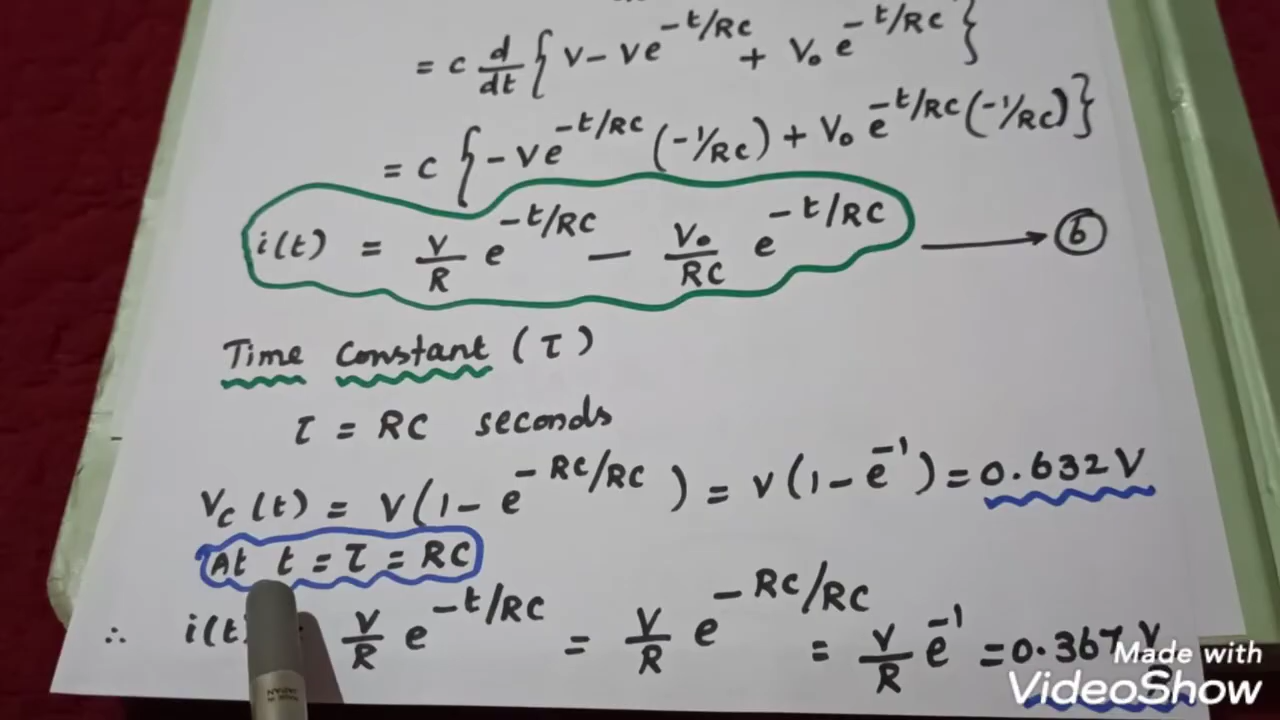 = c d/dt { V - Ve^-t/RC + V₀ e^-t/RC }
= c { - Ve^-t/RC (-1/RC) + V₀ e^-t/RC (-1/RC) }
i(t) = V/R e^-t/RC — V₀/RC e^-t/RC → 6
Time Constant (τ)
τ = RC seconds
Vc(t) = V(1- e^-RC/RC) = V(1- e^-1) = 0.632V
At t = τ = RC
∴ i(t) = V/R e^-t/RC = V/R e^-RC/RC = V/R e^-1 = 0.367 V
Made with
VideoShow